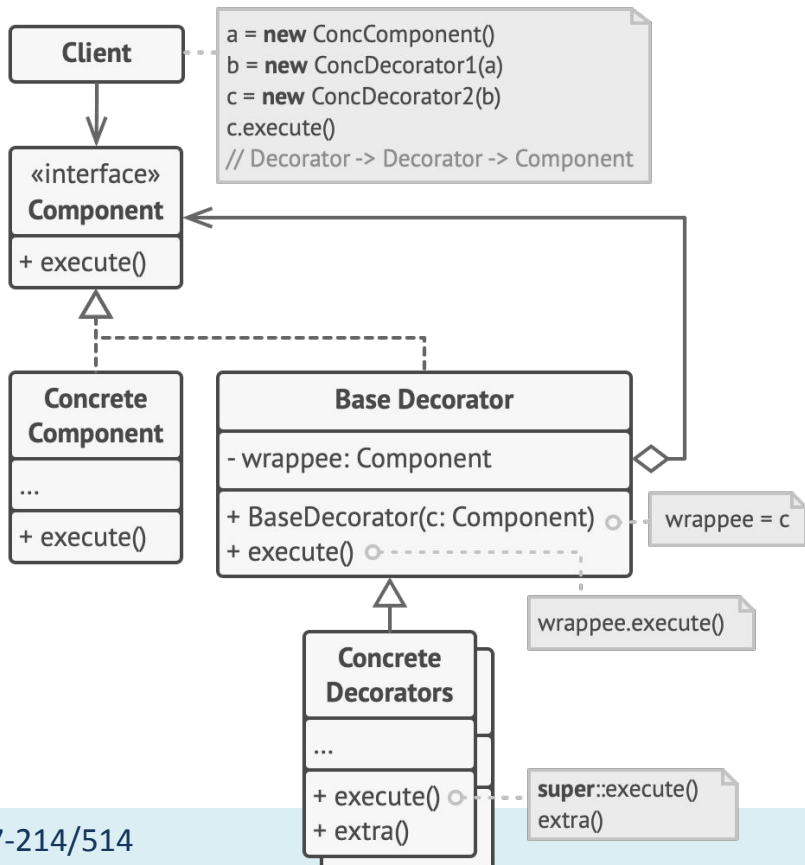 Client
a = new ConcComponent()
b = new ConcDecorator1(a)
c = new ConcDecorator2(b)
c.execute()
// Decorator -> Decorator -> Component
«interface»
Component
+ execute()
Concrete
Component
...
+ execute()
Base Decorator
- wrappee: Component
+ BaseDecorator(c: Component)
+ execute()
wrappee = c
wrappee.execute()
Concrete
Decorators
...
+ execute()
+ extra()
super::execute()
extra()
7-214/514